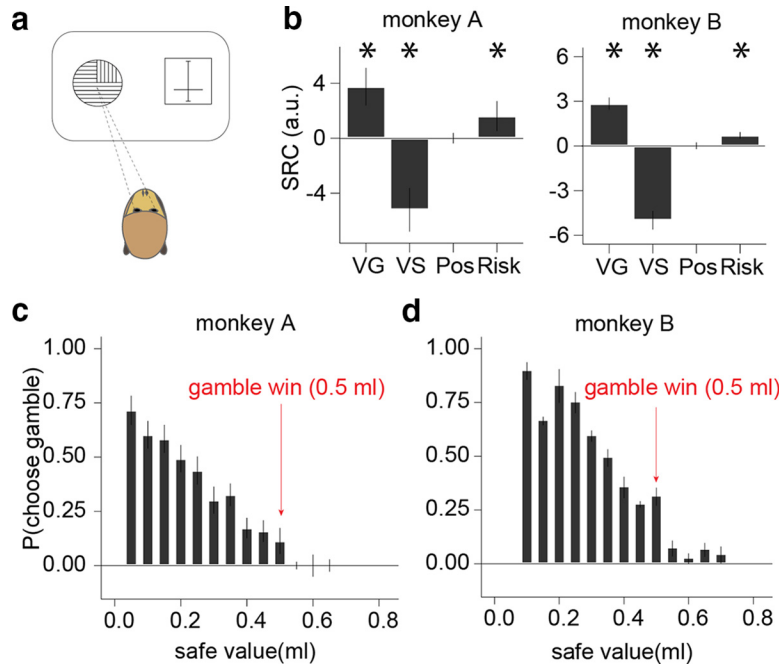 a
b
monkey A
monkey B
* * *
* * *
SRC (a.u.)
4
0
-4
6
3
0
-3
-6
VG VS Pos Risk
VG VS Pos Risk
c
d
monkey A
monkey B
P(choose gamble)
1.00
0.75
0.50
0.25
0.00
gamble win (0.5 ml)
1.00
0.75
0.50
0.25
0.00
gamble win (0.5 ml)
0.0 0.2 0.4 0.6 0.8
0.0 0.2 0.4 0.6 0.8
safe value(ml)
safe value(ml)